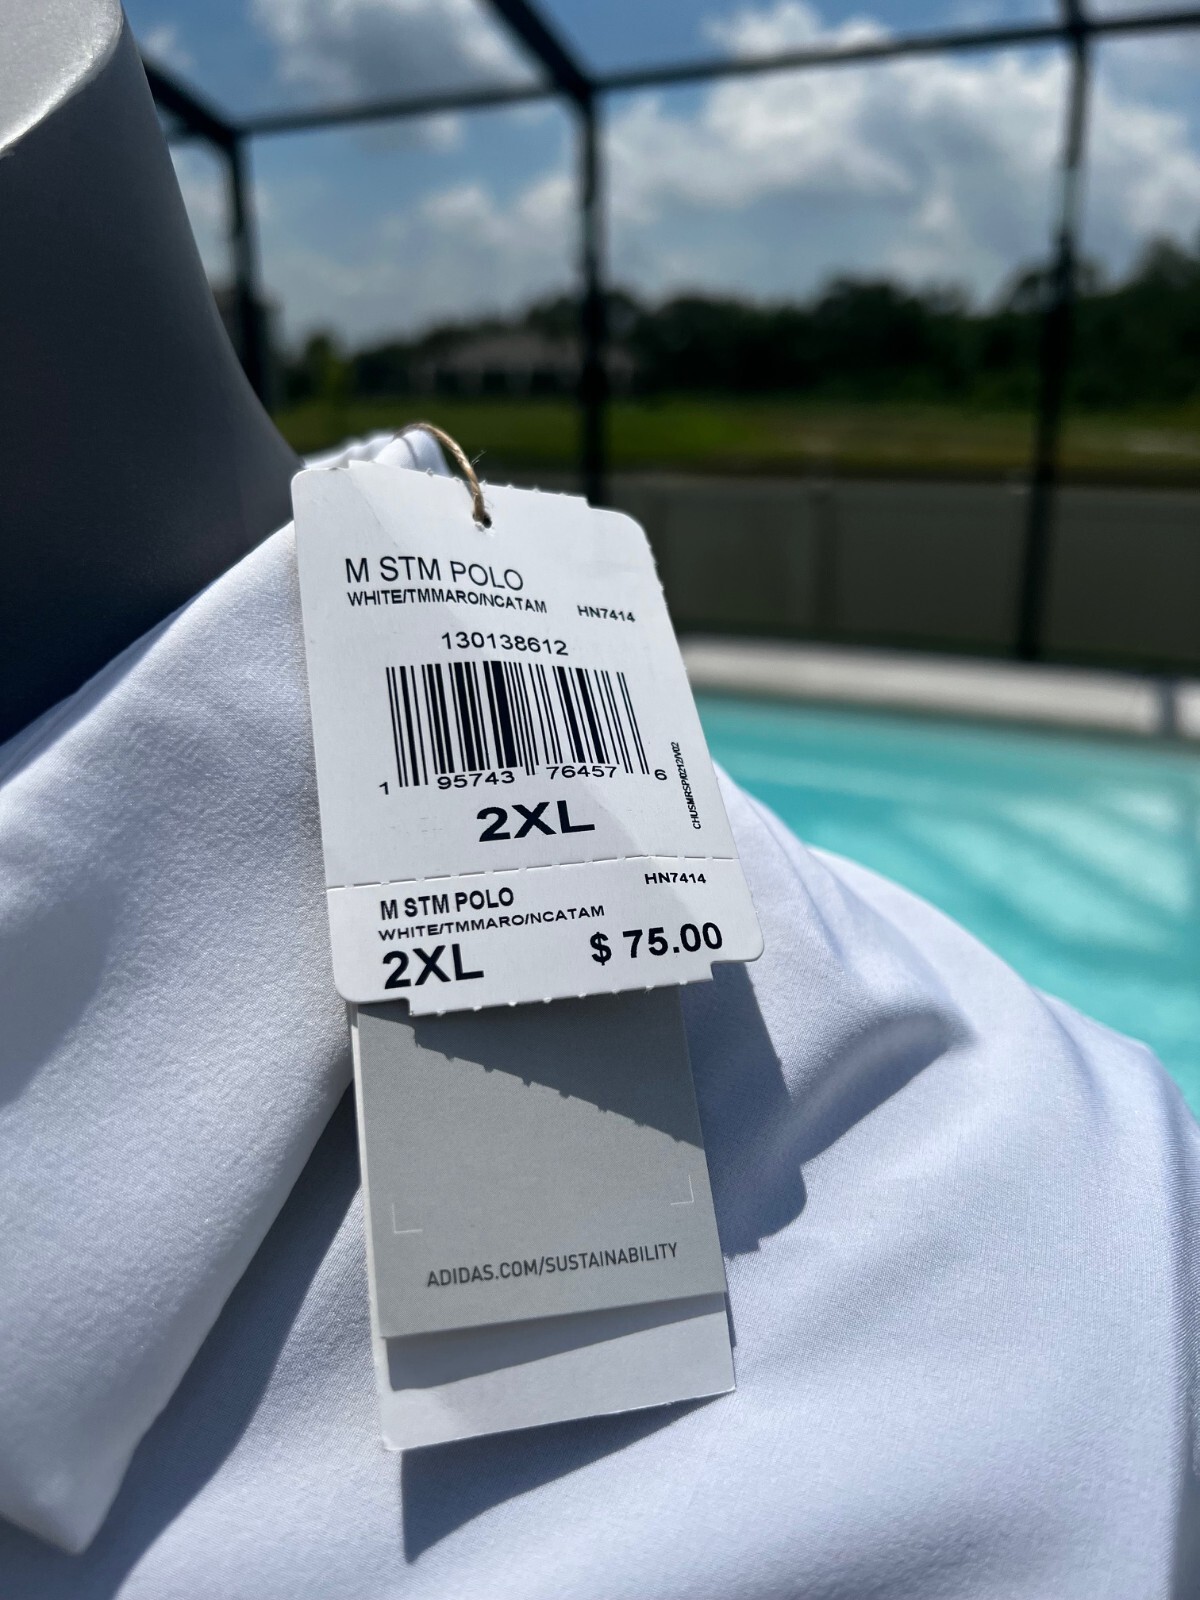 M STM POLO
WHITE/TMMARO/NCATAM HN7414
130138612
1 95743 76457 6
2XL
HN7414
M STM POLO
WHITE/TMMARO/NCATAM
2XL $ 75.00
ADIDAS.COM/SUSTAINABILITY